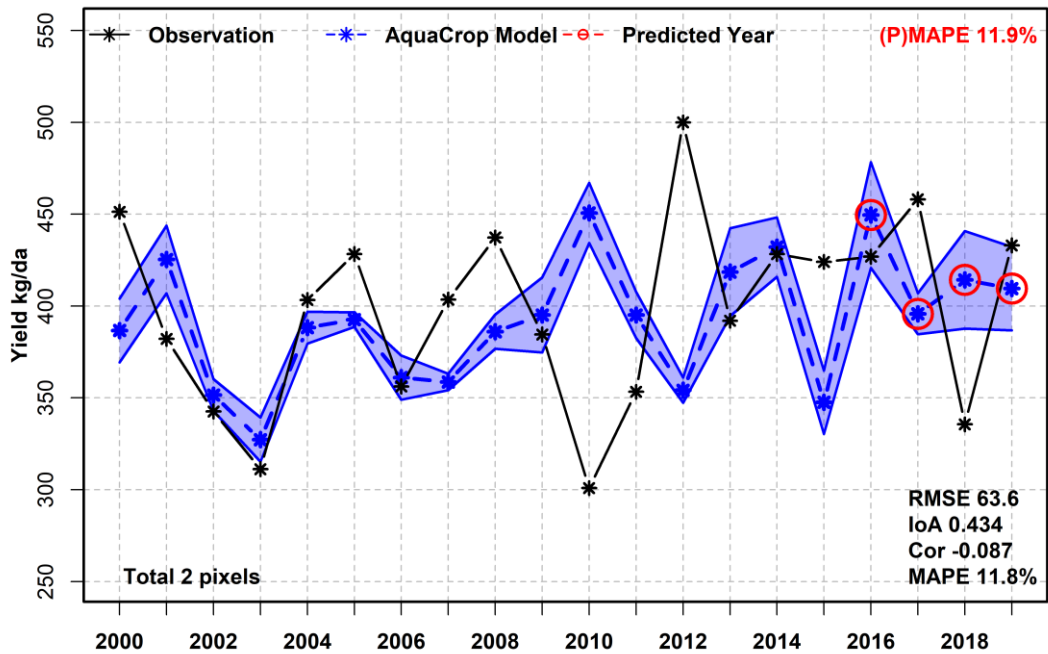 Observation AquaCrop Model Predicted Year (P)MAPE 11.9%
Yield kg/da
550
500
450
400
350
300
250
RMSE 63.6
IoA 0.434
Cor -0.087
Total 2 pixels MAPE 11.8%
2000 2002 2004 2006 2008 2010 2012 2014 2016 2018